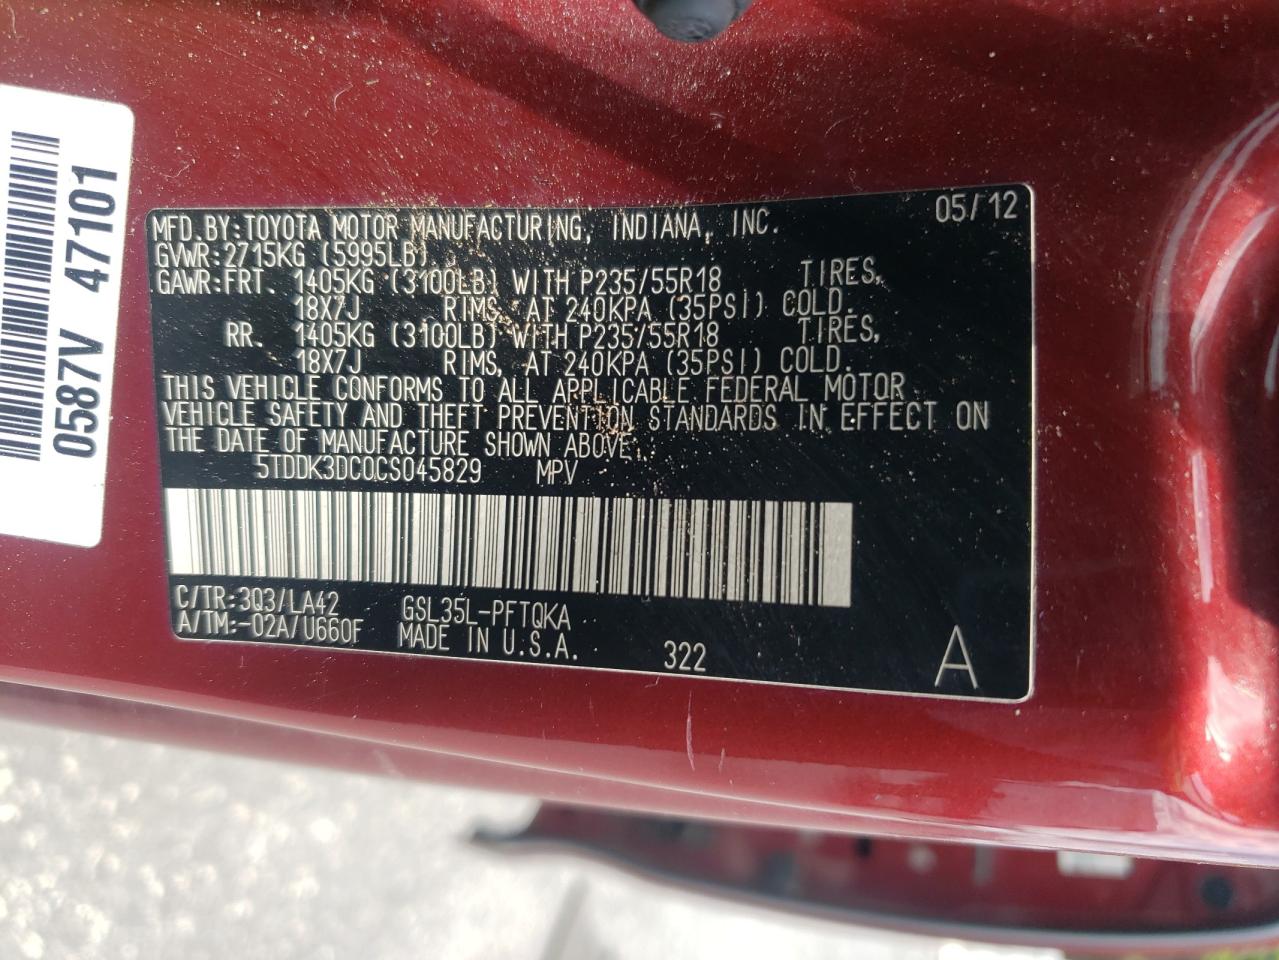 MFD.BY:TOYOTA MOTOR MANUFACTURING, INDIANA, INC. 05/12
GVWR:2715KG (5995LB)
GAWR:FRT. 1405KG (3100LB) WITH P235/55R18 TIRES,
18X7J RIMS, AT 240KPA (35PSI) COLD.
RR. 1405KG (3100LB) WITH P235/55R18 TIRES,
18X7J RIMS, AT 240KPA (35PSI) COLD.
THIS VEHICLE CONFORMS TO ALL APPLICABLE FEDERAL MOTOR
VEHICLE SAFETY AND THEFT PREVENTION STANDARDS IN EFFECT ON
THE DATE OF MANUFACTURE SHOWN ABOVE.
5TDDK3DC0CS045829 MPV
C/TR:3Q3/LA42 GSL35L-PFTQKA
A/TM:-02A/U660F MADE IN U.S.A. 322 A
0587V 47101